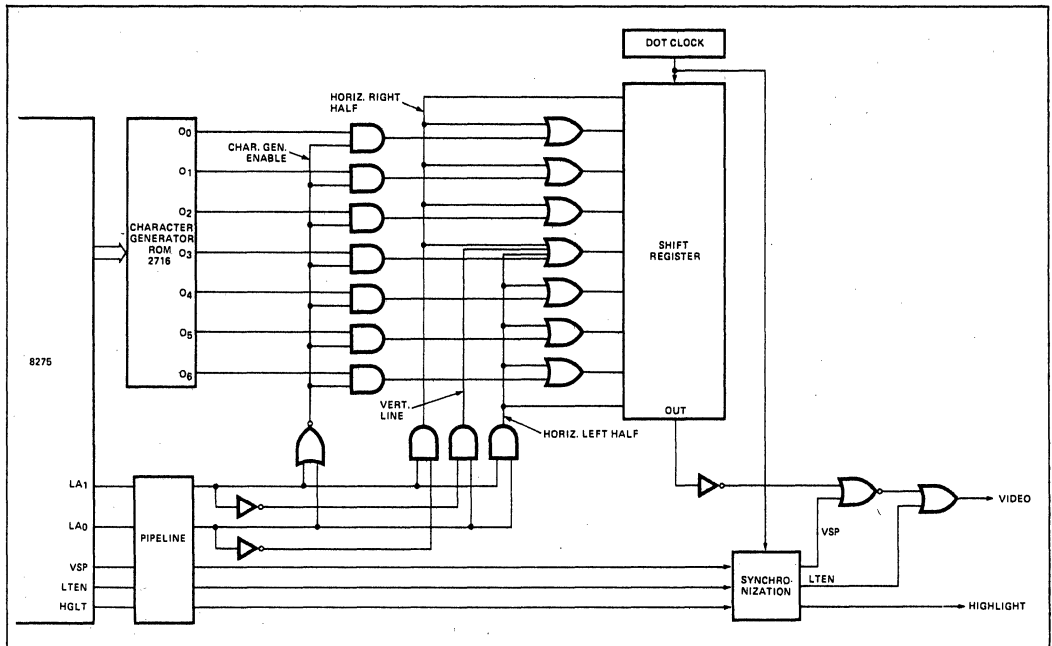 DOT CLOCK
HORIZ. RIGHT
HALF
CHAR. GEN.
ENABLE
O0
O1
O2
CHARACTER
GENERATOR
ROM O3
2716
O4
O5
O6
SHIFT
REGISTER
8275
VERT.
LINE
OUT
HORIZ. LEFT HALF
LA1
LA0
PIPELINE
VSP
LTEN
HGLT
VIDEO
VSP
SYNCHRO-
NIZATION
LTEN
HIGHLIGHT